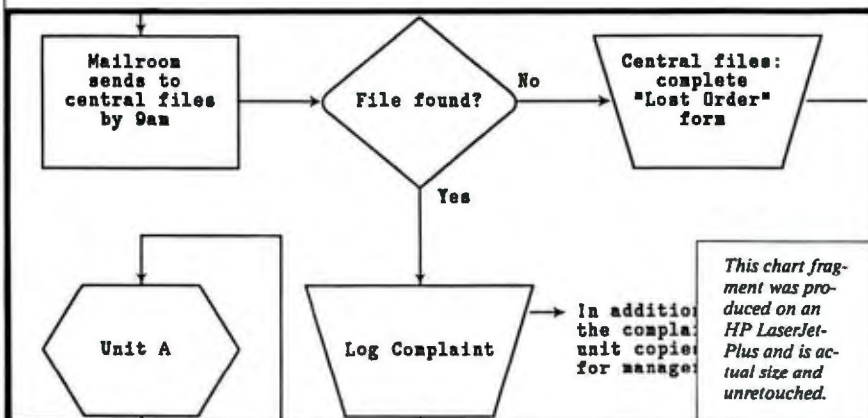 Mailroom
sends to
central files
by 9am
File found?
No
Central files:
complete
"Lost Order"
form
Yes
Unit A
Log Complaint
In addition
the complai
unit copie
for manage
This chart frag-
ment was pro-
duced on an
HP LaserJet-
Plus and is ac-
tual size and
unretouched.